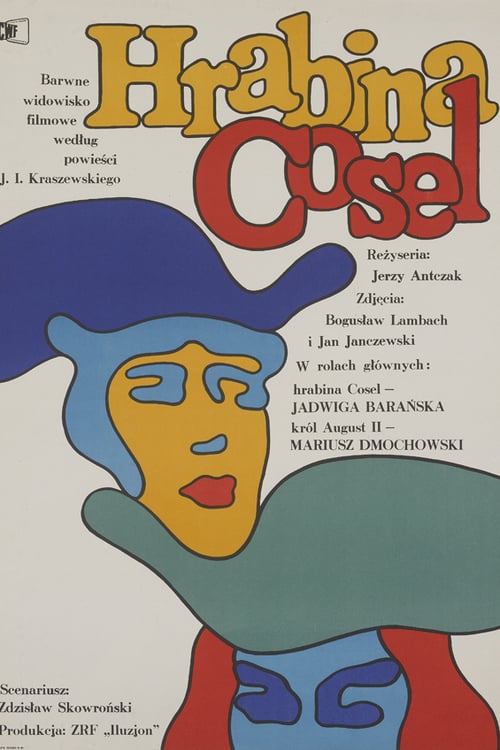 CWF
Hrabina
Cosel
Barwne
widowisko
filmowe
według
powieści
J. I. Kraszewskiego
Reżyseria:
Jerzy Antczak
Zdjęcia:
Bogusław Lambach
i Jan Janczewski
W rolach głównych:
hrabina Cosel —
JADWIGA BARAŃSKA
król August II —
MARIUSZ DMOCHOWSKI
Scenariusz:
Zdzisław Skowroński
Produkcja: ZRF „Iluzjon”